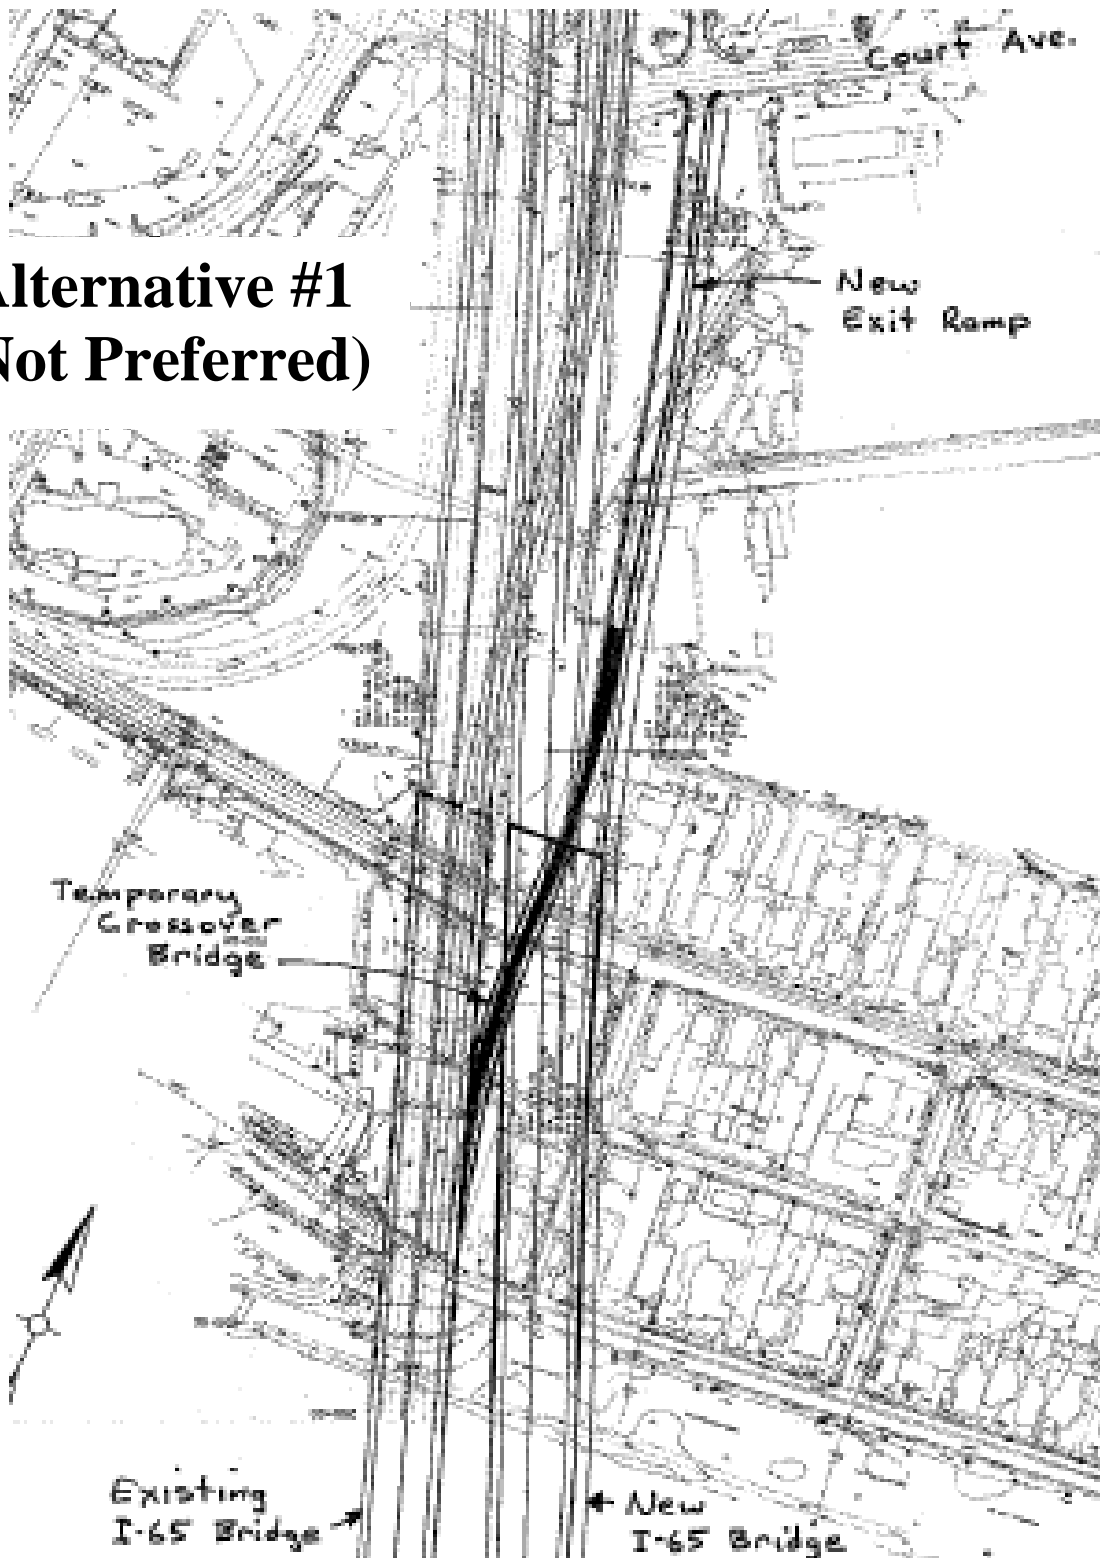 Court Ave.
Alternative #1
Not Preferred)
New
Exit Ramp
Temporary
Crossover
Bridge
Existing
I-65 Bridge
New
I-65 Bridge